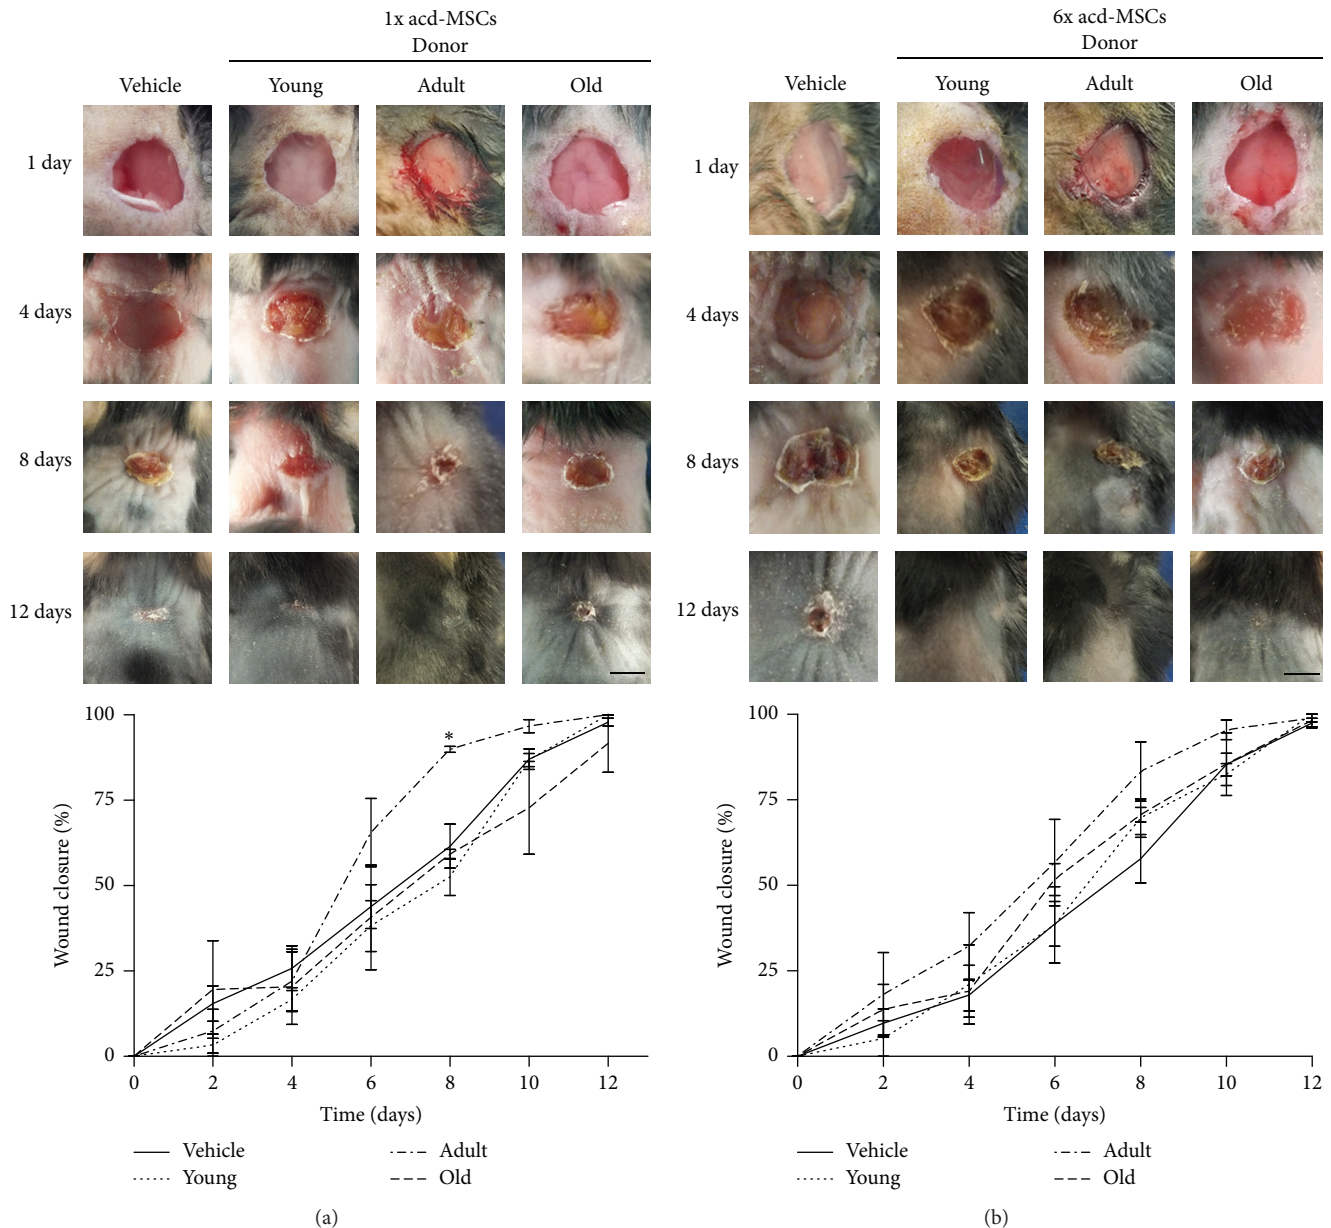 1x acd-MSCs
Donor
Vehicle Young Adult Old
1 day
4 days
8 days
12 days
100
75
50
25
0
Wound closure (%)
*
0 2 4 6 8 10 12
Time (days)
Vehicle Adult
Young Old
(a)
6x acd-MSCs
Donor
Vehicle Young Adult Old
1 day
4 days
8 days
12 days
100
75
50
25
0
Wound closure (%)
0 2 4 6 8 10 12
Time (days)
Vehicle Adult
Young Old
(b)